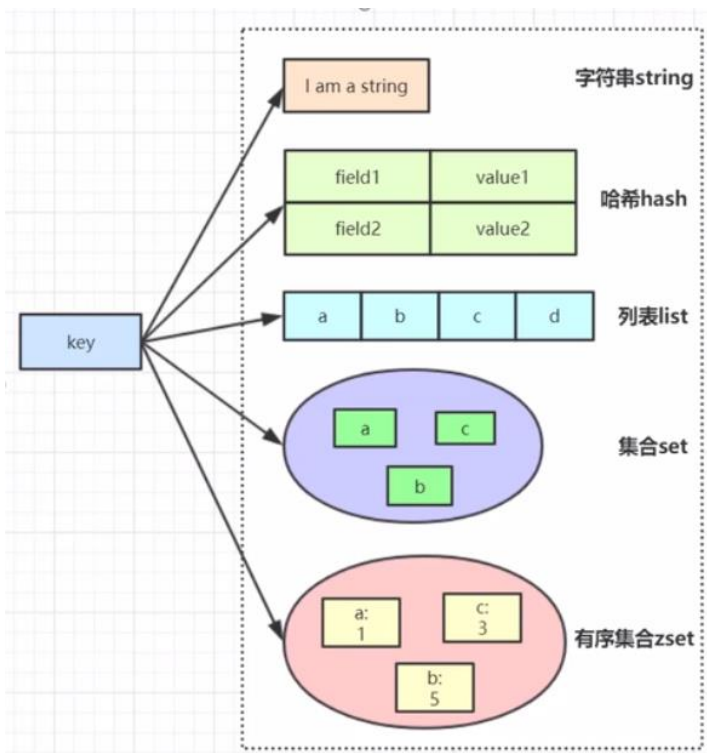 I am a string
字符串string
field1 value1
哈希hash
field2 value2
a b c d
列表list
key
a c
集合set
b
a:
1
c:
3
有序集合zset
b:
5